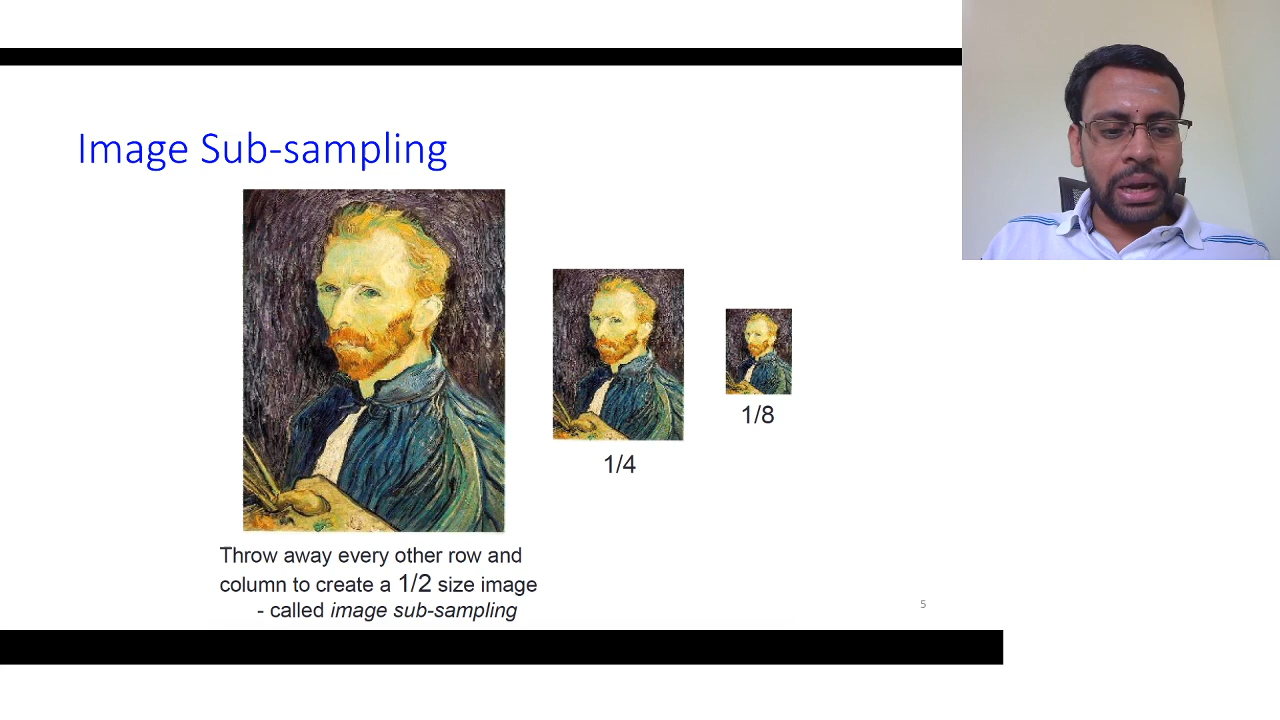 Image Sub-sampling
1/4
1/8
Throw away every other row and
column to create a 1/2 size image
- called image sub-sampling
5